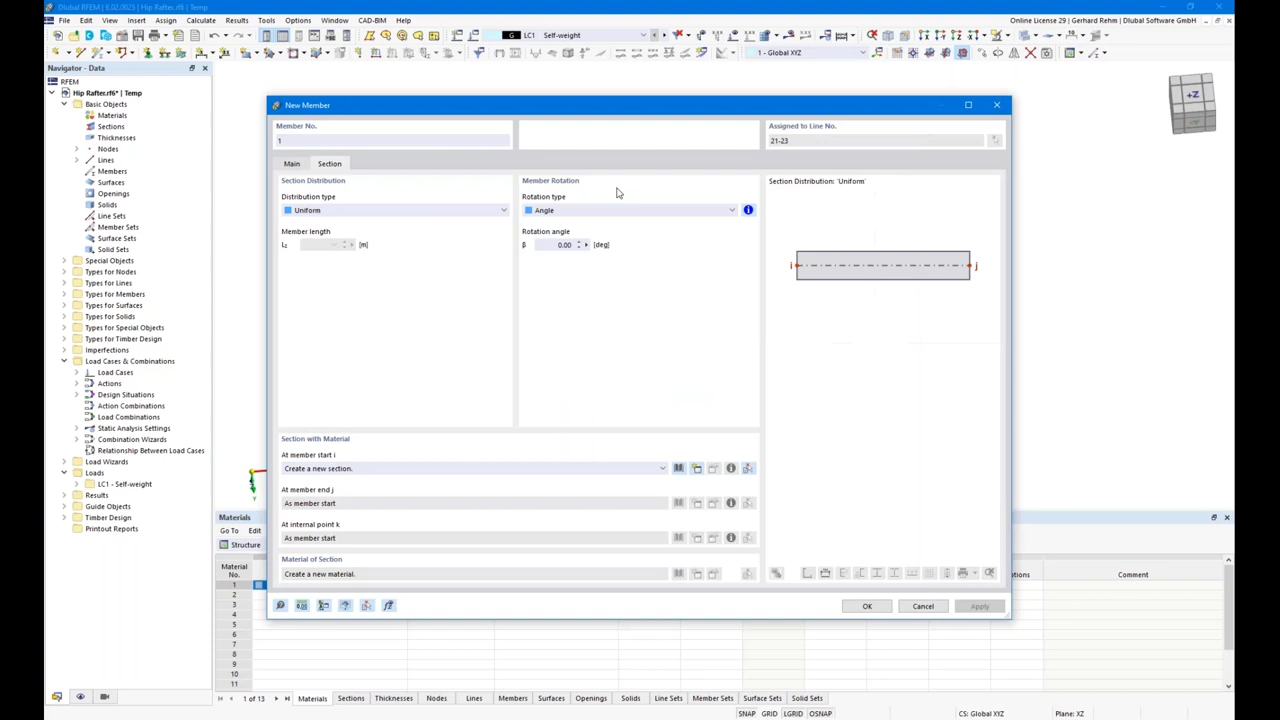 Dlubal RFEM | 6.02.0025 | Hip Rafter.rf6* | Temp
File Edit View Insert Assign Calculate Results Tools Options Window CAD-BIM Help
Online License 29 | Gerhard Rehm | Dlubal Software GmbH
G LC1 Self-weight
1 - Global XYZ
Navigator - Data
RFEM
Hip Rafter.rf6* | Temp
Basic Objects
Materials
Sections
Thicknesses
Nodes
Lines
Members
Surfaces
Openings
Solids
Line Sets
Member Sets
Surface Sets
Solid Sets
Special Objects
Types for Nodes
Types for Lines
Types for Members
Types for Surfaces
Types for Solids
Types for Special Objects
Types for Timber Design
Imperfections
Load Cases & Combinations
Load Cases
Actions
Design Situations
Action Combinations
Load Combinations
Static Analysis Settings
Combination Wizards
Relationship Between Load Cases
Load Wizards
Loads
LC1 - Self-weight
Results
Guide Objects
Timber Design
Printout Reports
New Member
Member No.
1
Assigned to Line No.
21-23
Main Section
Section Distribution
Distribution type
Uniform
Member length
[m]
Member Rotation
Rotation type
Angle
Rotation angle
β 0.00 [deg]
Section Distribution: 'Uniform'
i j
Section with Material
At member start i
Create a new section.
At member end j
As member start
At internal point k
As member start
Material of Section
Create a new material.
OK Cancel Apply
+Z
Y
Materials
Go To Edit
Structure
Material
No.
Comment
1
2
3
4
5
6
7
8
9
10
11
1 of 13
Materials Sections Thicknesses Nodes Lines Members Surfaces Openings Solids Line Sets Member Sets Surface Sets Solid Sets
SNAP GRID LGRID OSNAP
CS: Global XYZ
Plane: XZ